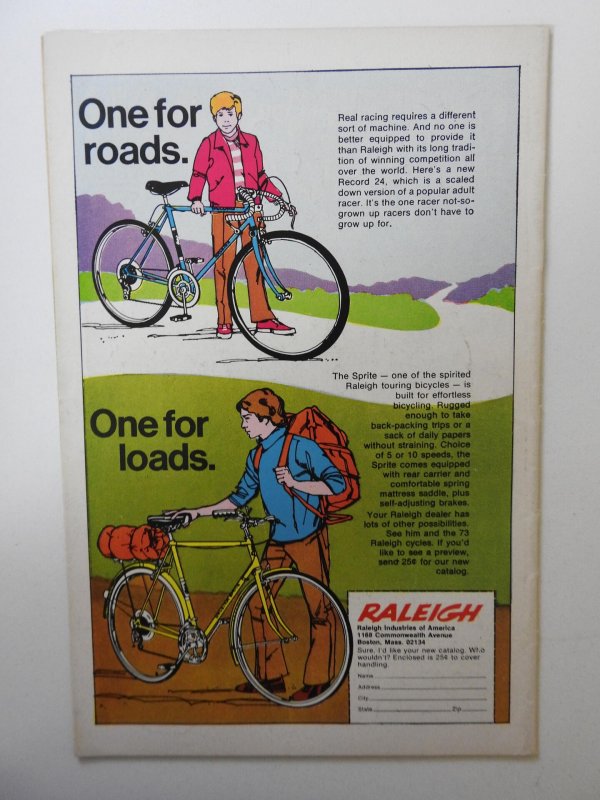 One for
roads.
Real racing requires a different
sort of machine. And no one is
better equipped to provide it
than Raleigh with its long tradi-
tion of winning competition all
over the world. Here's a new
Record 24, which is a scaled
down version of a popular adult
racer. It's the one racer not-so-
grown up racers don't have to
grow up for.
One for
loads.
The Sprite — one of the spirited
Raleigh touring bicycles — is
built for effortless
bicycling. Rugged
enough to take
back-packing trips or a
sack of daily papers
without straining. Choice
of 5 or 10 speeds, the
Sprite comes equipped
with rear carrier and
comfortable spring
mattress saddle, plus
self-adjusting brakes.
Your Raleigh dealer has
lots of other possibilities.
See him and the 73
Raleigh cycles. If you'd
like to see a preview,
send 25¢ for our new
catalog.
RALEIGH
Raleigh Industries of America
1168 Commonwealth Avenue
Boston, Mass. 02134
Sure, I'd like your new catalog. Who
wouldn't? Enclosed is 25¢ to cover
handling.
Name
Address
City
State Zip